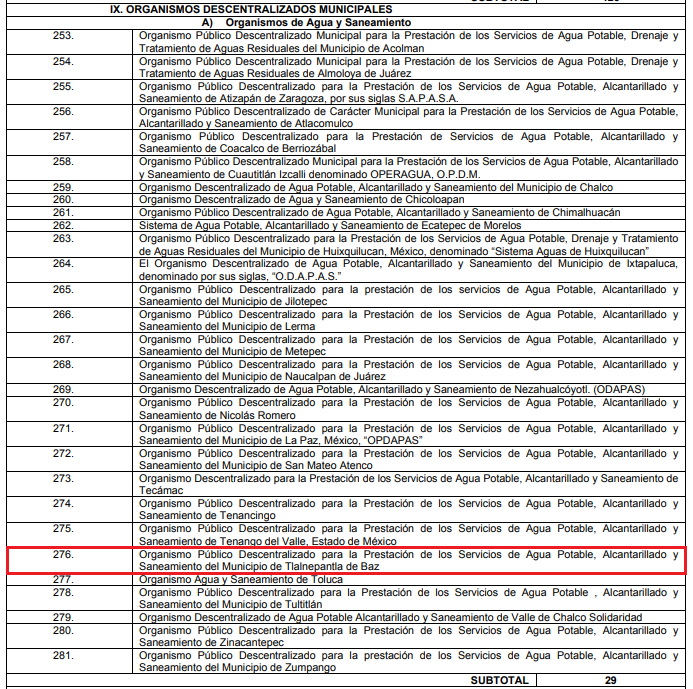 IX. ORGANISMOS DESCENTRALIZADOS MUNICIPALES
A) Organismos de Agua y Saneamiento
253. Organismo Público Descentralizado Municipal para la Prestación de los Servicios de Agua Potable, Drenaje y
Tratamiento de Aguas Residuales del Municipio de Acolman
254. Organismo Público Descentralizado Municipal para la Prestación de los Servicios de Agua Potable, Drenaje y
Tratamiento de Aguas Residuales de Almoloya de Juárez
255. Organismo Público Descentralizado para la Prestación de los Servicios de Agua Potable, Alcantarillado y
Saneamiento de Atizapán de Zaragoza, por sus siglas S.A.P.A.S.A.
256. Organismo Público Descentralizado de Carácter Municipal para la Prestación de los Servicios de Agua Potable,
Alcantarillado y Saneamiento de Atlacomulco
257. Organismo Público Descentralizado para la Prestación de Servicios de Agua Potable, Alcantarillado y
Saneamiento de Coacalco de Berriozábal
258. Organismo Público Descentralizado Municipal para la Prestación de los Servicios de Agua Potable, Alcantarillado
y Saneamiento de Cuautitlán Izcalli denominado OPERAGUA, O.P.D.M.
259. Organismo Descentralizado de Agua Potable, Alcantarillado y Saneamiento del Municipio de Chalco
260. Organismo Descentralizado de Agua y Saneamiento de Chicoloapan
261. Organismo Público Descentralizado de Agua Potable, Alcantarillado y Saneamiento de Chimalhuacán
262. Sistema de Agua Potable, Alcantarillado y Saneamiento de Ecatepec de Morelos
263. Organismo Público Descentralizado para la Prestación de los Servicios de Agua Potable, Drenaje y Tratamiento
de Aguas Residuales del Municipio de Huixquilucan, México, denominado “Sistema Aguas de Huixquilucan”
264. El Organismo Descentralizado de Agua Potable, Alcantarillado y Saneamiento del Municipio de Ixtapaluca,
denominado por sus siglas, “O.D.A.P.A.S.”
265. Organismo Público Descentralizado para la prestación de los servicios de Agua Potable, Alcantarillado y
Saneamiento del Municipio de Jilotepec
266. Organismo Público Descentralizado para la Prestación de los Servicios de Agua Potable, Alcantarillado y
Saneamiento del Municipio de Lerma
267. Organismo Público Descentralizado para la Prestación de los Servicios de Agua Potable, Alcantarillado y
Saneamiento del Municipio de Metepec
268. Organismo Público Descentralizado para la Prestación de los Servicios de Agua Potable, Alcantarillado y
Saneamiento del Municipio de Naucalpan de Juárez
269. Organismo Descentralizado de Agua Potable, Alcantarillado y Saneamiento de Nezahualcóyotl. (ODAPAS)
270. Organismo Público Descentralizado para la Prestación de los Servicios de Agua Potable, Alcantarillado y
Saneamiento de Nicolás Romero
271. Organismo Público Descentralizado para la Prestación de los Servicios de Agua Potable, Alcantarillado y
Saneamiento del Municipio de La Paz, México, “OPDAPAS”
272. Organismo Público Descentralizado para la Prestación de los Servicios de Agua Potable, Alcantarillado y
Saneamiento del Municipio de San Mateo Atenco
273. Organismo Descentralizado para la Prestación de los Servicios de Agua Potable, Alcantarillado y Saneamiento de
Tecámac
274. Organismo Público Descentralizado para la Prestación de los Servicios de Agua Potable, Alcantarillado y
Saneamiento de Tenancingo
275. Organismo Público Descentralizado para la Prestación de los Servicios de Agua Potable, Alcantarillado y
Saneamiento de Tenango del Valle, Estado de México
276. Organismo Público Descentralizado para la Prestación de los Servicios de Agua Potable, Alcantarillado y
Saneamiento del Municipio de Tlalnepantla de Baz
277. Organismo Agua y Saneamiento de Toluca
278. Organismo Público Descentralizado para la Prestación de los Servicios de Agua Potable , Alcantarillado y
Saneamiento del Municipio de Tultitlán
279. Organismo Descentralizado de Agua Potable Alcantarillado y Saneamiento de Valle de Chalco Solidaridad
280. Organismo Público Descentralizado para la Prestación de los Servicios de Agua Potable, Alcantarillado y
Saneamiento de Zinacantepec
281. Organismo Público Descentralizado para la prestación de los Servicios de Agua Potable, Alcantarillado y
Saneamiento del Municipio de Zumpango
SUBTOTAL 29